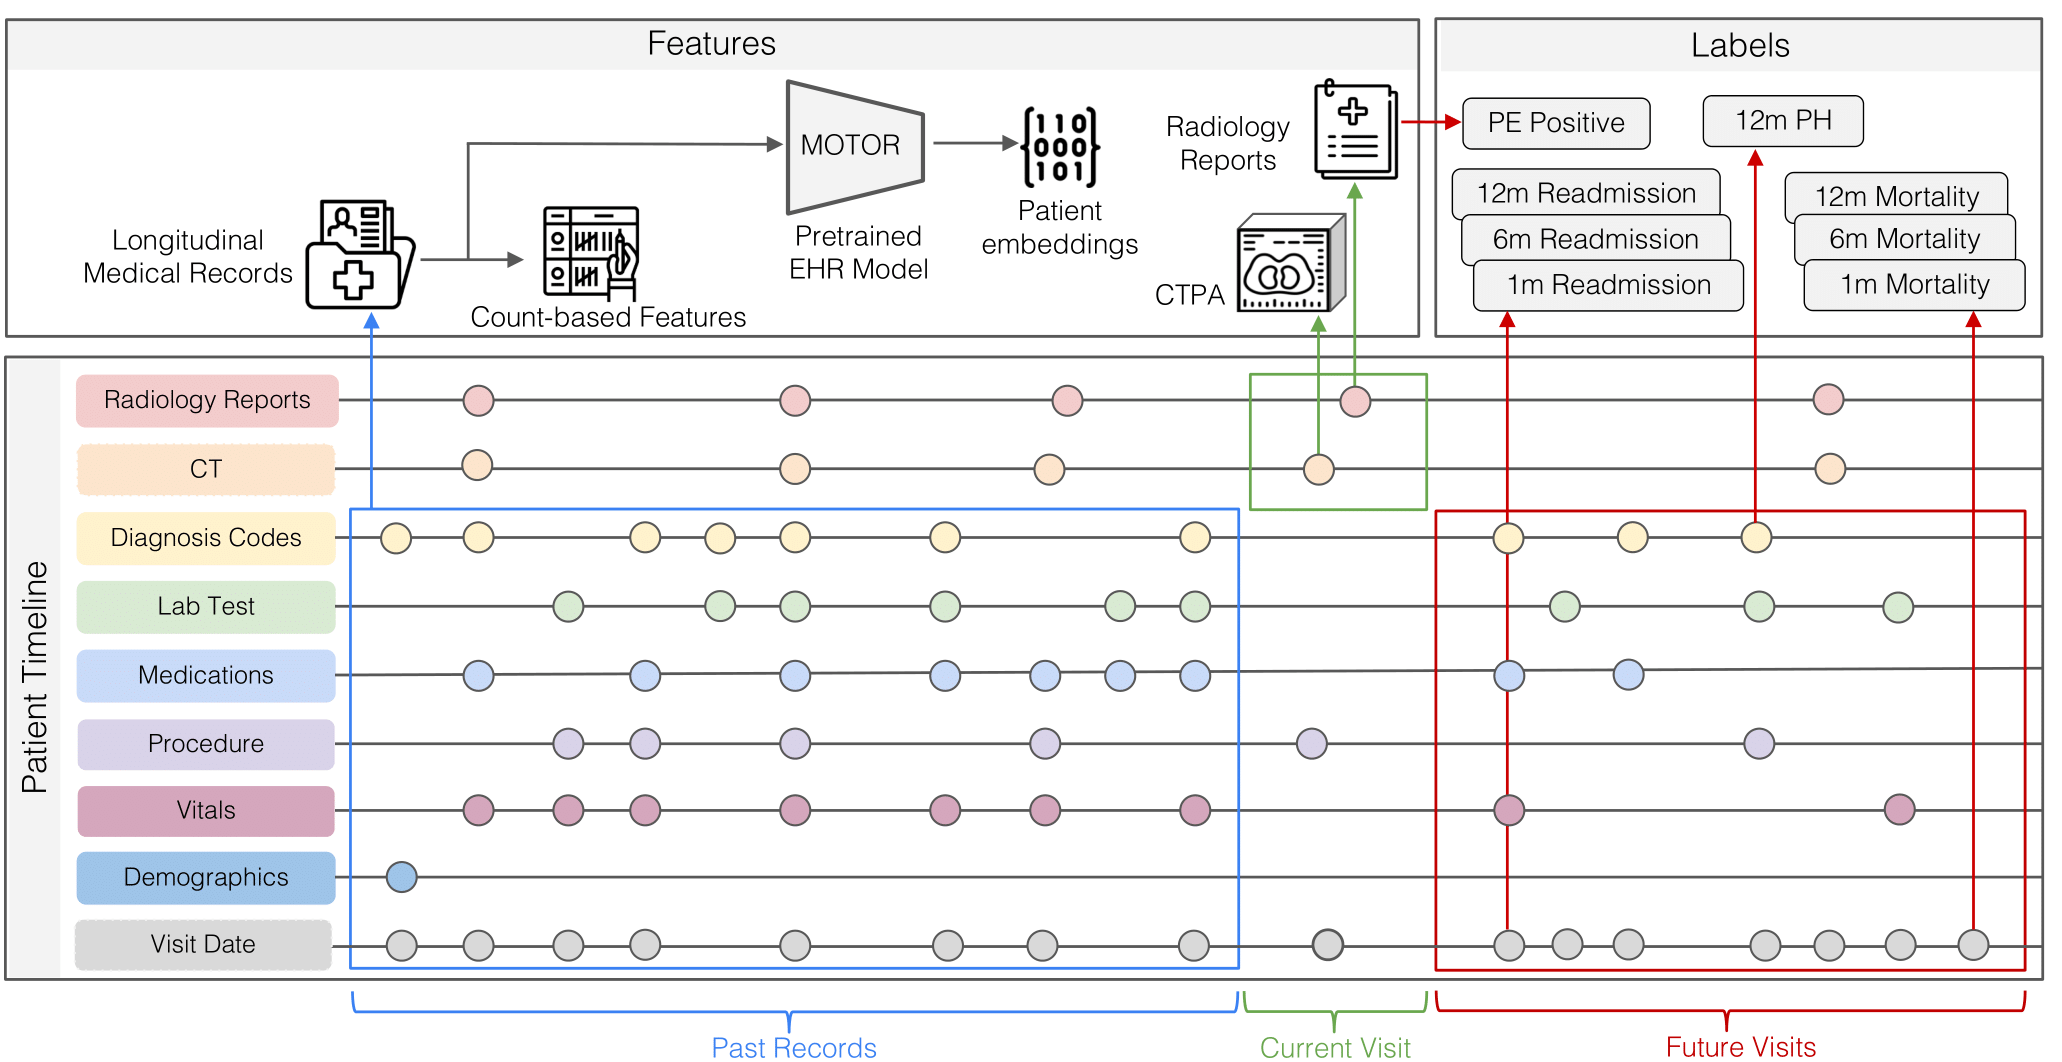 Features
Labels
Longitudinal
Medical Records
Count-based Features
MOTOR
Pretrained
EHR Model
110
000
101
Patient
embeddings
Radiology
Reports
CTPA
PE Positive
12m PH
12m Readmission
6m Readmission
1m Readmission
12m Mortality
6m Mortality
1m Mortality
Patient Timeline
Radiology Reports
CT
Diagnosis Codes
Lab Test
Medications
Procedure
Vitals
Demographics
Visit Date
Past Records
Current Visit
Future Visits